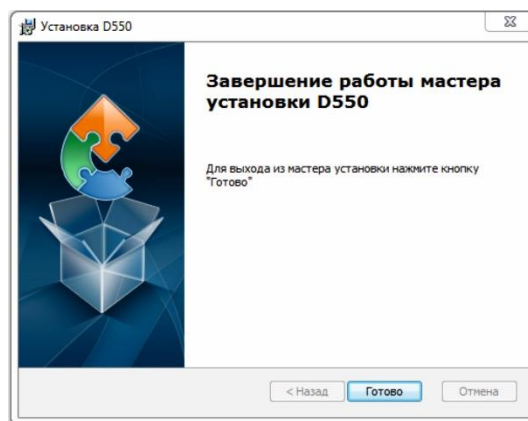 Установка D550
Завершение работы мастера
установки D550
Для выхода из мастера установки нажмите кнопку
"Готово"
< Назад
Готово
Отмена